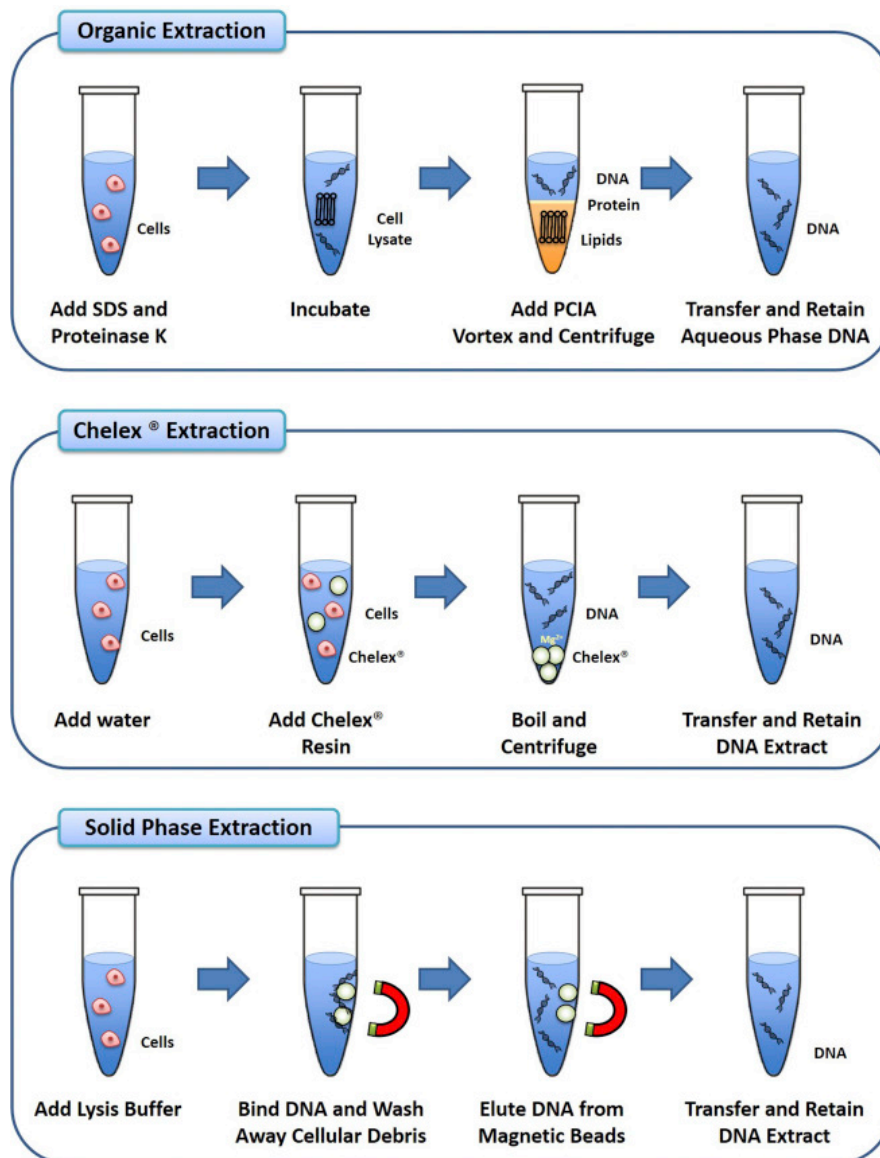 Organic Extraction
Cells
Cell
Lysate
DNA
Protein
Lipids
DNA
Add SDS and
Proteinase K
Incubate
Add PCIA
Vortex and Centrifuge
Transfer and Retain
Aqueous Phase DNA
Chelex ® Extraction
Cells
Cells
Chelex®
DNA
Mg²⁺
Chelex®
DNA
Add water
Add Chelex®
Resin
Boil and
Centrifuge
Transfer and Retain
DNA Extract
Solid Phase Extraction
Cells
DNA
Add Lysis Buffer
Bind DNA and Wash
Away Cellular Debris
Elute DNA from
Magnetic Beads
Transfer and Retain
DNA Extract